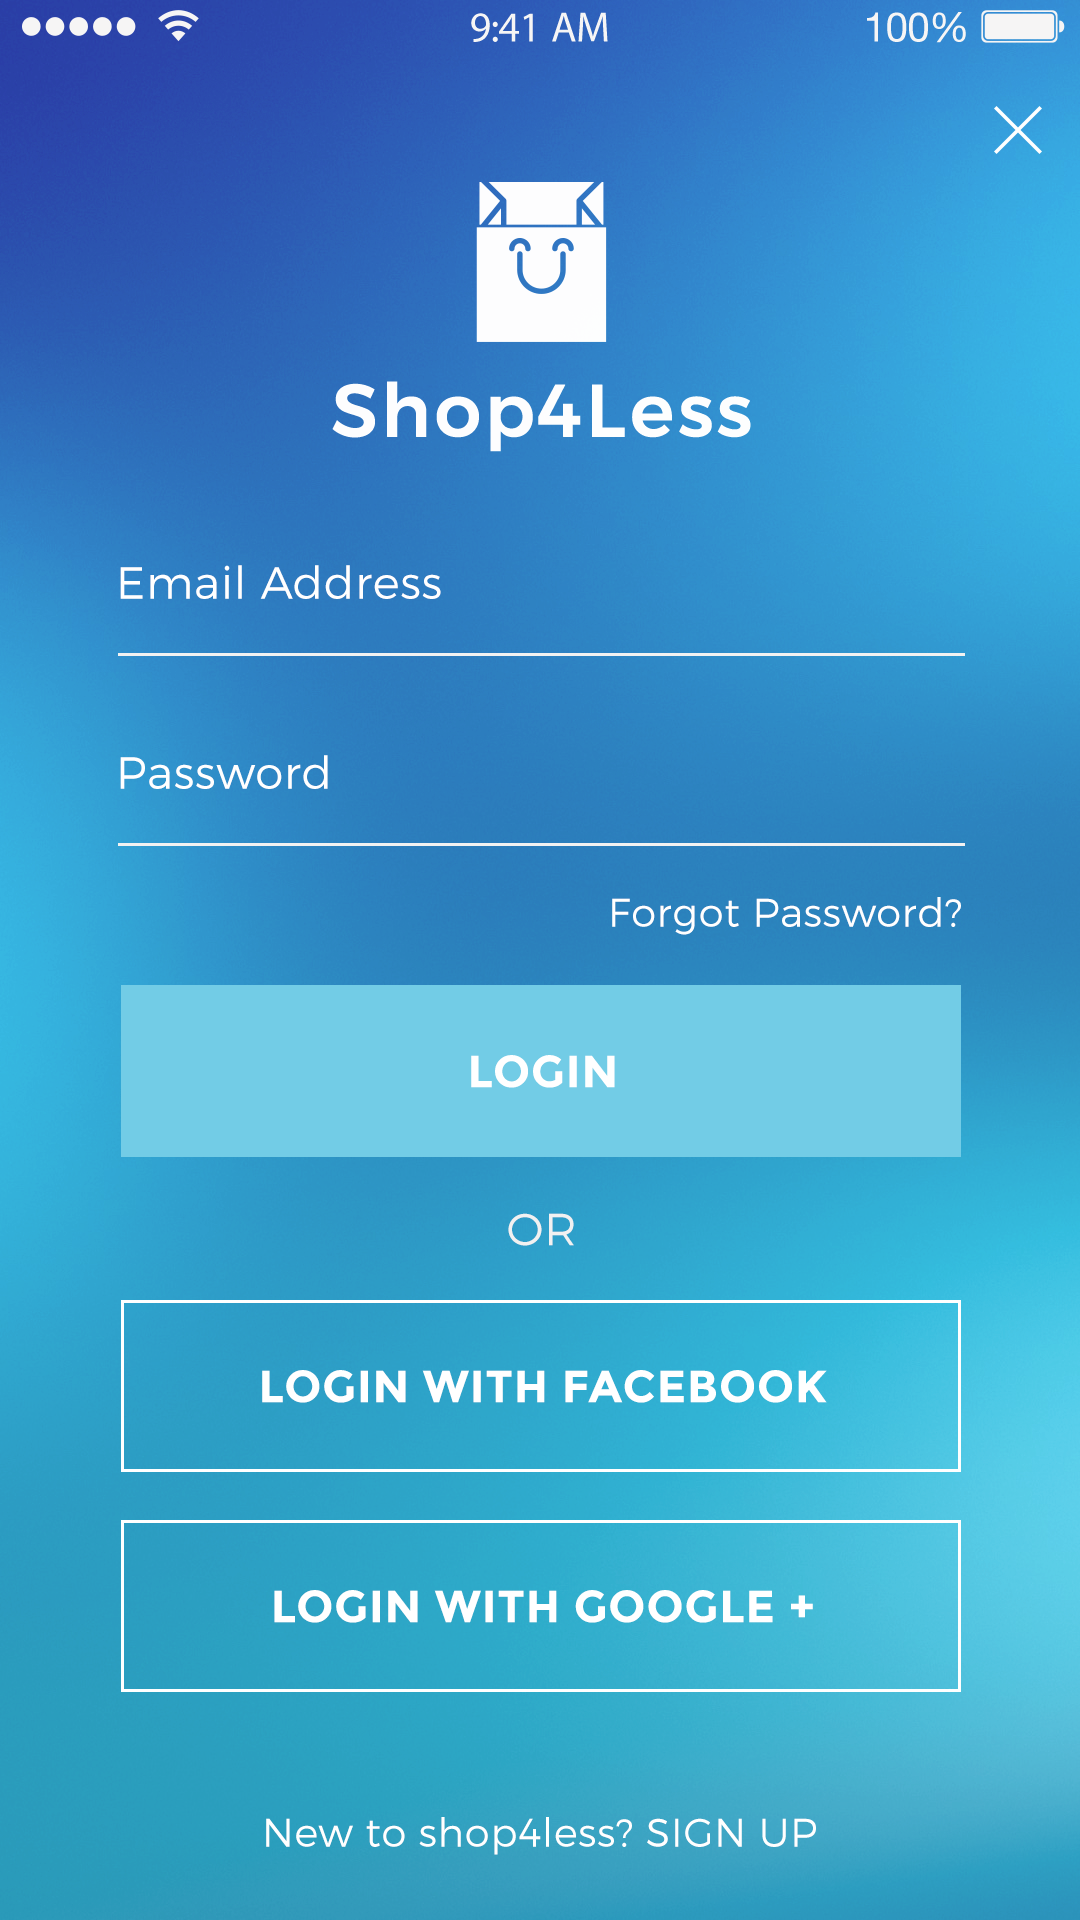 9:41 AM 100%
Shop4Less
Email Address
Password
Forgot Password?
LOGIN
OR
LOGIN WITH FACEBOOK
LOGIN WITH GOOGLE +
New to shop4less? SIGN UP